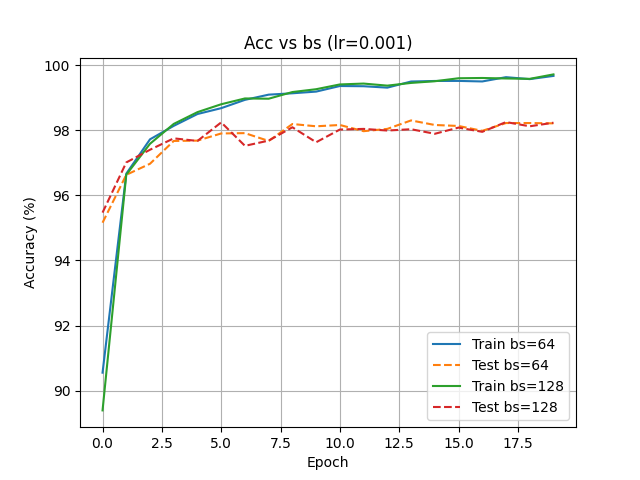 Acc vs bs (lr=0.001)
100
98
96
94
92
90
Accuracy (%)
Train bs=64
Test bs=64
Train bs=128
Test bs=128
0.0 2.5 5.0 7.5 10.0 12.5 15.0 17.5
Epoch